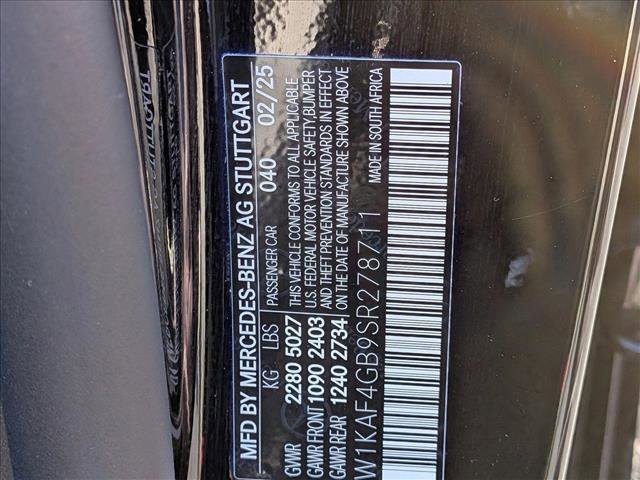 MFD BY MERCEDES-BENZ AG STUTTGART
KG LBS PASSENGER CAR 040 02/25
GVWR 2280 5027 THIS VEHICLE CONFORMS TO ALL APPLICABLE
GAWR FRONT 1090 2403 U.S. FEDERAL MOTOR VEHICLE SAFETY,BUMPER
GAWR REAR 1240 2734 AND THEFT PREVENTION STANDARDS IN EFFECT
ON THE DATE OF MANUFACTURE SHOWN ABOVE
MADE IN SOUTH AFRICA
W1KAF4GB9SR278711